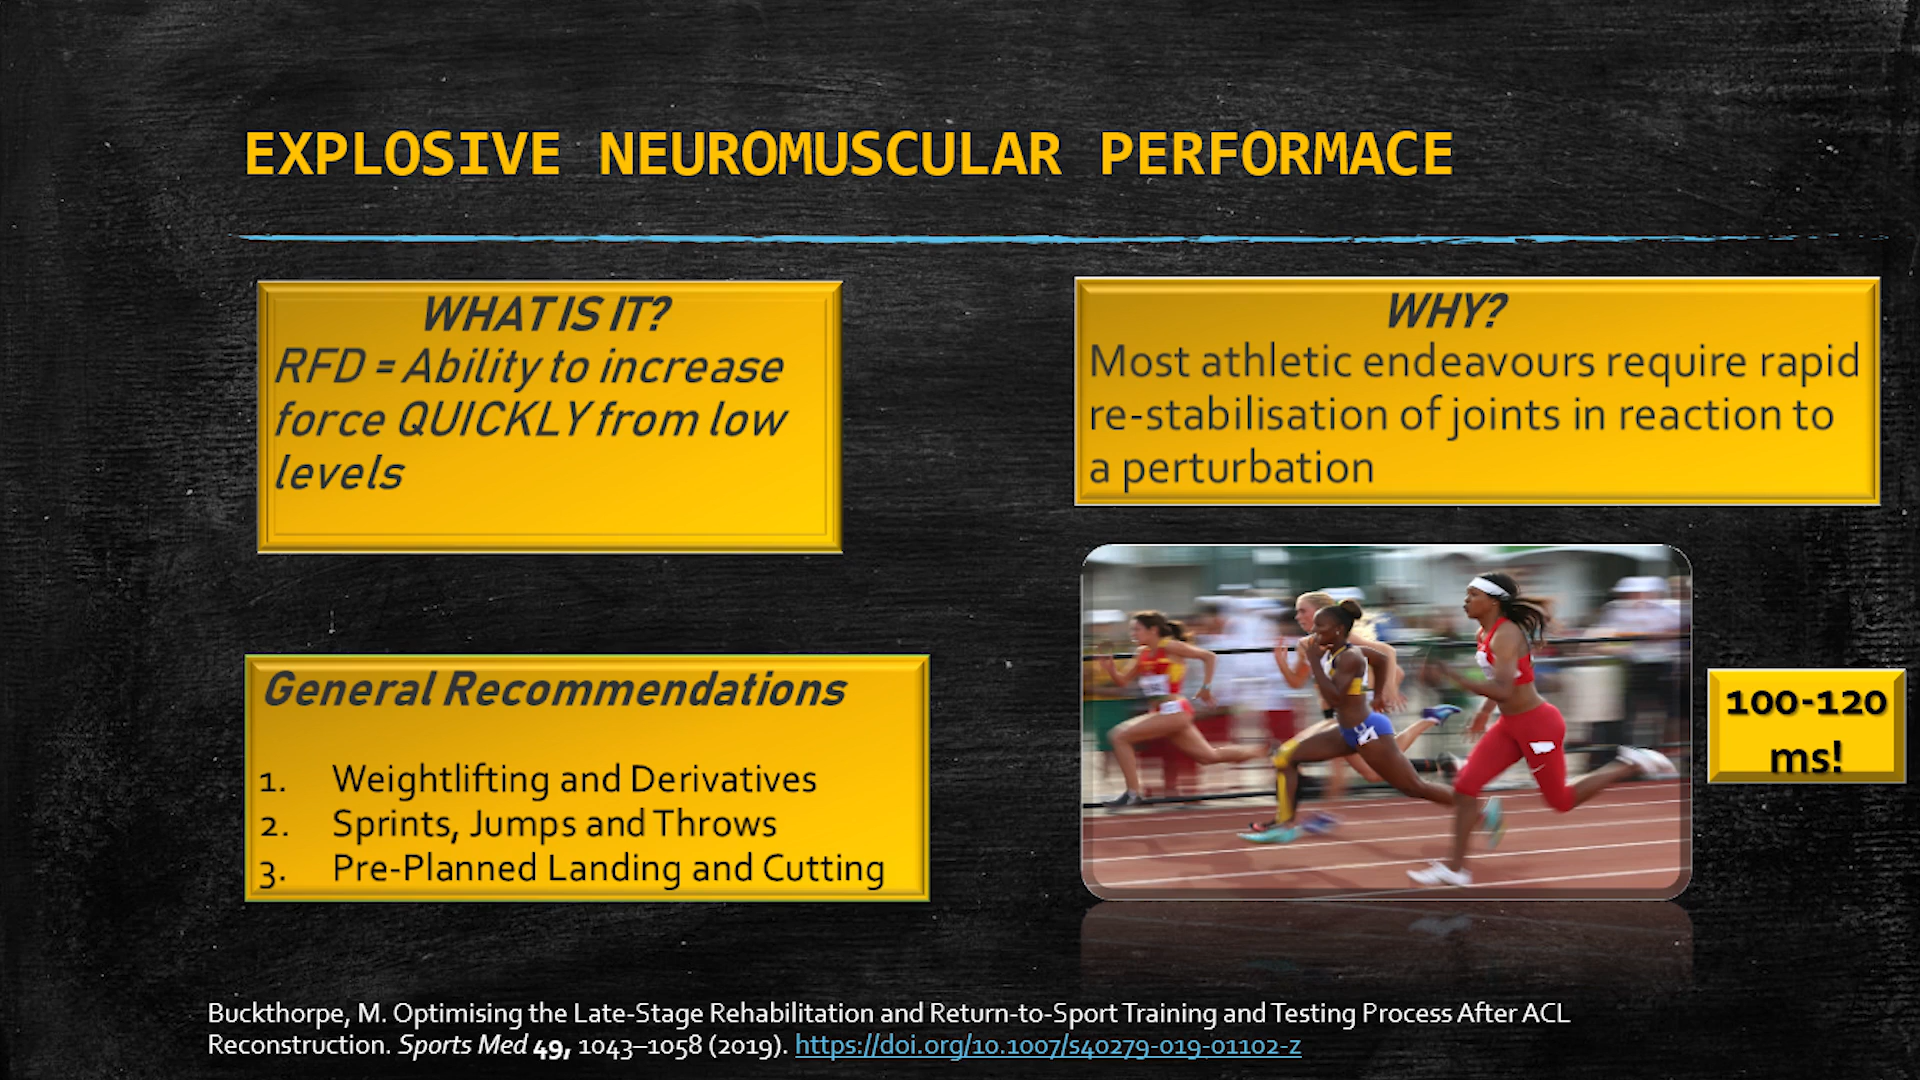 EXPLOSIVE NEUROMUSCULAR PERFORMACE
WHAT IS IT?
RFD = Ability to increase
force QUICKLY from low
levels
WHY?
Most athletic endeavours require rapid
re-stabilisation of joints in reaction to
a perturbation
General Recommendations
1. Weightlifting and Derivatives
2. Sprints, Jumps and Throws
3. Pre-Planned Landing and Cutting
100-120
ms!
Buckthorpe, M. Optimising the Late-Stage Rehabilitation and Return-to-Sport Training and Testing Process After ACL
Reconstruction. Sports Med 49, 1043–1058 (2019). https://doi.org/10.1007/s40279-019-01102-z